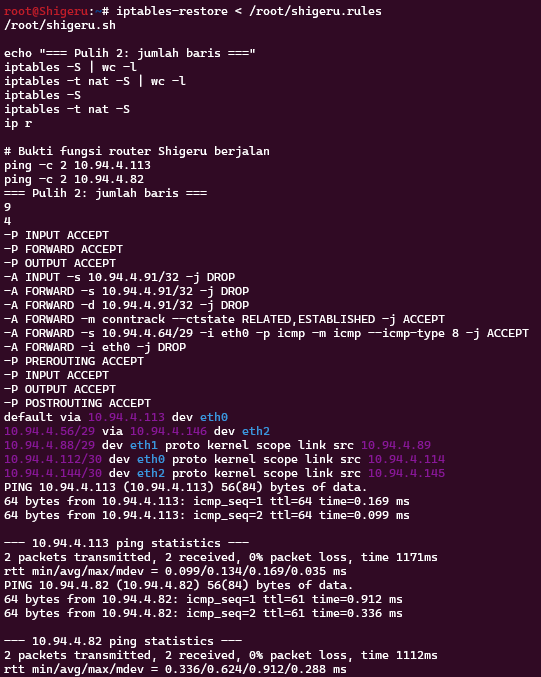 root@Shigeru:~# iptables-restore < /root/shigeru.rules
/root/shigeru.sh

echo "=== Pulih 2: jumlah baris ==="
iptables -S | wc -l
iptables -t nat -S | wc -l
iptables -S
iptables -t nat -S
ip r

# Bukti fungsi router Shigeru berjalan
ping -c 2 10.94.4.113
ping -c 2 10.94.4.82
=== Pulih 2: jumlah baris ===
9
4
-P INPUT ACCEPT
-P FORWARD ACCEPT
-P OUTPUT ACCEPT
-A INPUT -s 10.94.4.91/32 -j DROP
-A FORWARD -s 10.94.4.91/32 -j DROP
-A FORWARD -d 10.94.4.91/32 -j DROP
-A FORWARD -m conntrack --ctstate RELATED,ESTABLISHED -j ACCEPT
-A FORWARD -s 10.94.4.64/29 -i eth0 -p icmp -m icmp --icmp-type 8 -j ACCEPT
-A FORWARD -i eth0 -j DROP
-P PREROUTING ACCEPT
-P INPUT ACCEPT
-P OUTPUT ACCEPT
-P POSTROUTING ACCEPT
default via 10.94.4.113 dev eth0
10.94.4.56/29 via 10.94.4.146 dev eth2
10.94.4.88/29 dev eth1 proto kernel scope link src 10.94.4.89
10.94.4.112/30 dev eth0 proto kernel scope link src 10.94.4.114
10.94.4.144/30 dev eth2 proto kernel scope link src 10.94.4.145
PING 10.94.4.113 (10.94.4.113) 56(84) bytes of data.
64 bytes from 10.94.4.113: icmp_seq=1 ttl=64 time=0.169 ms
64 bytes from 10.94.4.113: icmp_seq=2 ttl=64 time=0.099 ms

--- 10.94.4.113 ping statistics ---
2 packets transmitted, 2 received, 0% packet loss, time 1171ms
rtt min/avg/max/mdev = 0.099/0.134/0.169/0.035 ms
PING 10.94.4.82 (10.94.4.82) 56(84) bytes of data.
64 bytes from 10.94.4.82: icmp_seq=1 ttl=61 time=0.912 ms
64 bytes from 10.94.4.82: icmp_seq=2 ttl=61 time=0.336 ms

--- 10.94.4.82 ping statistics ---
2 packets transmitted, 2 received, 0% packet loss, time 1112ms
rtt min/avg/max/mdev = 0.336/0.624/0.912/0.288 ms